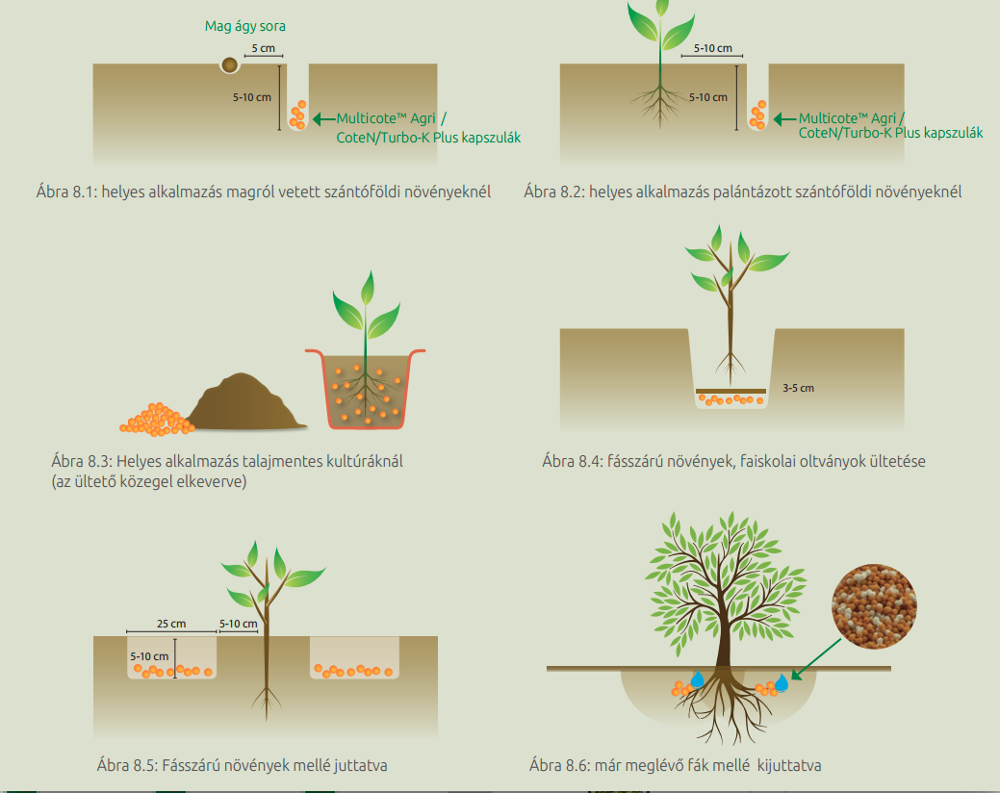 Mag ágy sora
5 cm
5-10 cm
Multicote™ Agri /
CoteN/Turbo-K Plus kapszulák
Ábra 8.1: helyes alkalmazás magról vetett szántóföldi növényeknél
5-10 cm
5-10 cm
Multicote™ Agri /
CoteN/Turbo-K Plus kapszulák
Ábra 8.2: helyes alkalmazás palántázott szántóföldi növényeknél
Ábra 8.3: Helyes alkalmazás talajmentes kultúráknál
(az ültető közegel elkeverve)
3-5 cm
Ábra 8.4: fásszárú növények, faiskolai oltványok ültetése
25 cm
5-10 cm
5-10 cm
Ábra 8.5: Fásszárú növények mellé juttatva
Ábra 8.6: már meglévő fák mellé kijuttatva